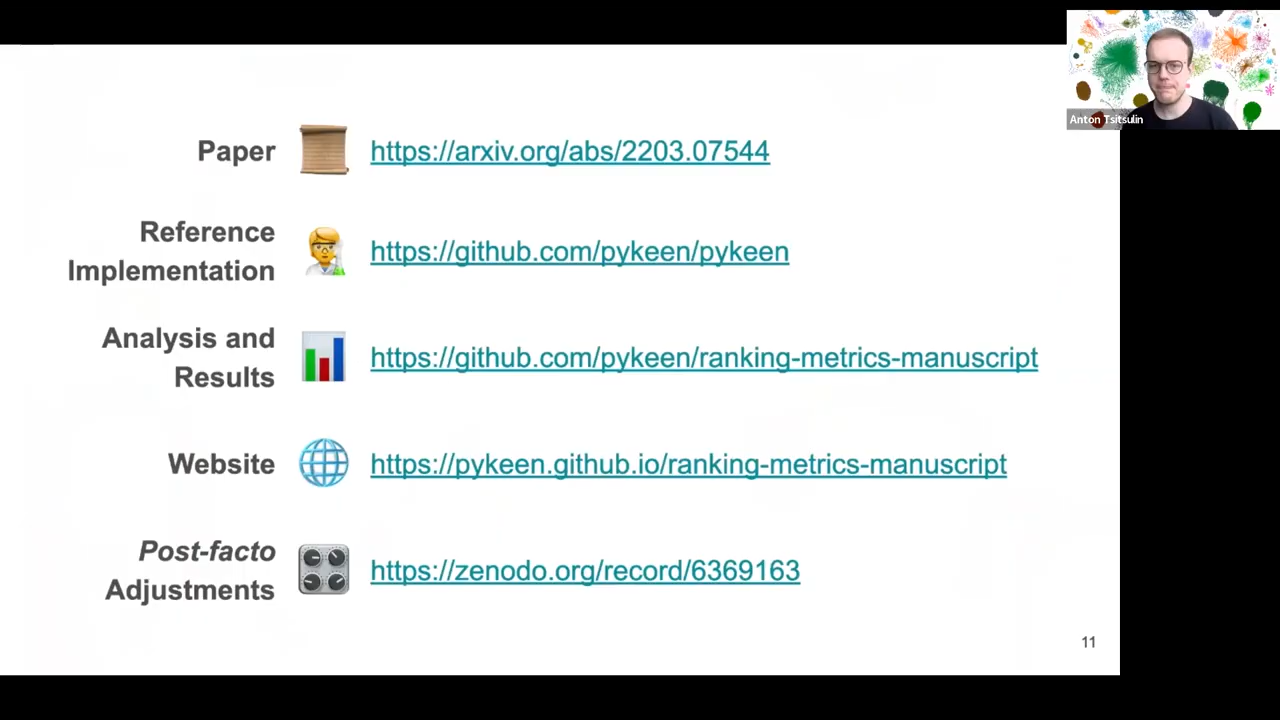 Anton Tsitsulin
Paper https://arxiv.org/abs/2203.07544
Reference
Implementation
https://github.com/pykeen/pykeen
Analysis and
Results
https://github.com/pykeen/ranking-metrics-manuscript
Website https://pykeen.github.io/ranking-metrics-manuscript
Post-facto
Adjustments
https://zenodo.org/record/6369163
11